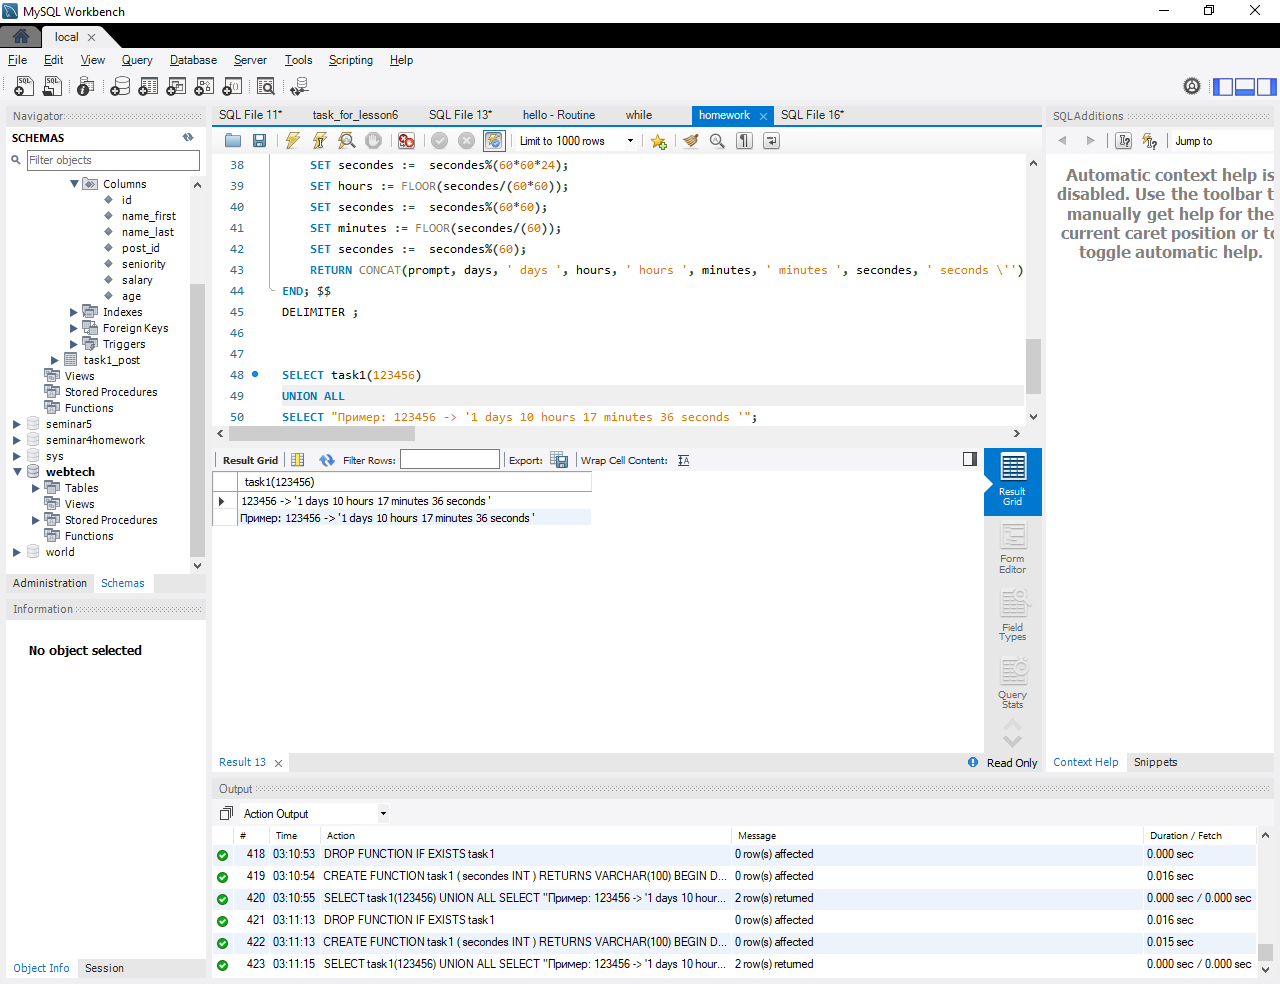 MySQL Workbench
local
File Edit View Query Database Server Tools Scripting Help
Navigator
SCHEMAS
Filter objects
Columns
id
name_first
name_last
post_id
seniority
salary
age
Indexes
Foreign Keys
Triggers
task1_post
Views
Stored Procedures
Functions
seminar5
seminar4homework
sys
webtech
Tables
Views
Stored Procedures
Functions
world
Administration Schemas
Information
No object selected
Object Info Session
SQL File 11* task_for_lesson6 SQL File 13* hello - Routine while homework SQL File 16*
Limit to 1000 rows
38 SET secondes :=  secondes%(60*60*24);
39 SET hours := FLOOR(secondes/(60*60));
40 SET secondes :=  secondes%(60*60);
41 SET minutes := FLOOR(secondes/(60));
42 SET secondes :=  secondes%(60);
43 RETURN CONCAT(prompt, days, ' days ', hours, ' hours ', minutes, ' minutes ', secondes, ' seconds \'')
44 END; $$
45 DELIMITER ;
46
47
48 SELECT task1(123456)
49 UNION ALL
50 SELECT "Пример: 123456 -> '1 days 10 hours 17 minutes 36 seconds '";
Result Grid Filter Rows: Export: Wrap Cell Content:
task1(123456)
123456 -> '1 days 10 hours 17 minutes 36 seconds '
Пример: 123456 -> '1 days 10 hours 17 minutes 36 seconds '
Result Grid
Form Editor
Field Types
Query Stats
Result 13
Read Only
SQLAdditions
Jump to
Automatic context help is
disabled. Use the toolbar t
manually get help for the
current caret position or to
toggle automatic help.
Context Help Snippets
Output
Action Output
# Time Action Message Duration / Fetch
418 03:10:53 DROP FUNCTION IF EXISTS task1 0 row(s) affected 0.000 sec
419 03:10:54 CREATE FUNCTION task1 ( secondes INT ) RETURNS VARCHAR(100) BEGIN D... 0 row(s) affected 0.016 sec
420 03:10:55 SELECT task1(123456) UNION ALL SELECT "Пример: 123456 -> '1 days 10 hour... 2 row(s) returned 0.000 sec / 0.000 sec
421 03:11:13 DROP FUNCTION IF EXISTS task1 0 row(s) affected 0.016 sec
422 03:11:13 CREATE FUNCTION task1 ( secondes INT ) RETURNS VARCHAR(100) BEGIN D... 0 row(s) affected 0.015 sec
423 03:11:15 SELECT task1(123456) UNION ALL SELECT "Пример: 123456 -> '1 days 10 hour... 2 row(s) returned 0.000 sec / 0.000 sec